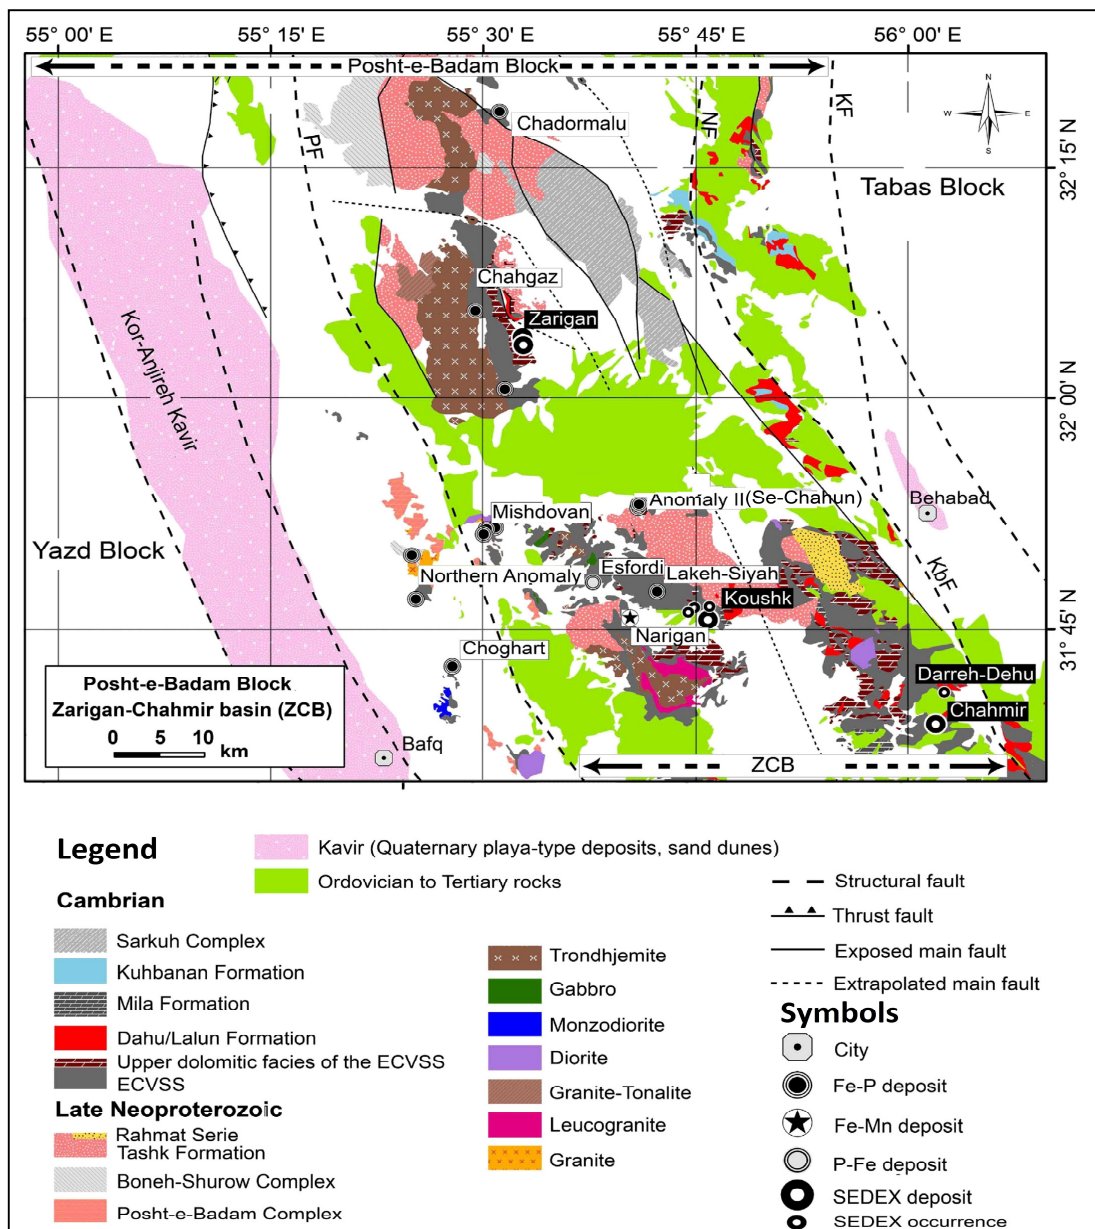 55° 00' E
55° 15' E
55° 30' E
55° 45' E
56° 00' E
Posht-e-Badam Block
N
W
E
S
Chadormalu
PF
NF
KF
32° 15' N
Tabas Block
Chahgaz
Zarigan
Kor-Anjireh Kavir
32° 00' N
Behabad
Anomaly II(Se-Chahun)
Mishdovan
Yazd Block
Northern Anomaly
Esfordi
Lakeh-Siyah
Koushk
KbF
Narigan
31° 45' N
Choghart
Darreh-Dehu
Chahmir
Posht-e-Badam Block
Zarigan-Chahmir basin (ZCB)
0 5 10
km
Bafq
ZCB
Legend
Kavir (Quaternary playa-type deposits, sand dunes)
Ordovician to Tertiary rocks
Cambrian
Sarkuh Complex
Kuhbanan Formation
Mila Formation
Dahu/Lalun Formation
Upper dolomitic facies of the ECVSS
ECVSS
Late Neoproterozoic
Rahmat Serie
Tashk Formation
Boneh-Shurow Complex
Posht-e-Badam Complex
Trondhjemite
Gabbro
Monzodiorite
Diorite
Granite-Tonalite
Leucogranite
Granite
Structural fault
Thrust fault
Exposed main fault
Extrapolated main fault
Symbols
City
Fe-P deposit
Fe-Mn deposit
P-Fe deposit
SEDEX deposit
SEDEX occurrence